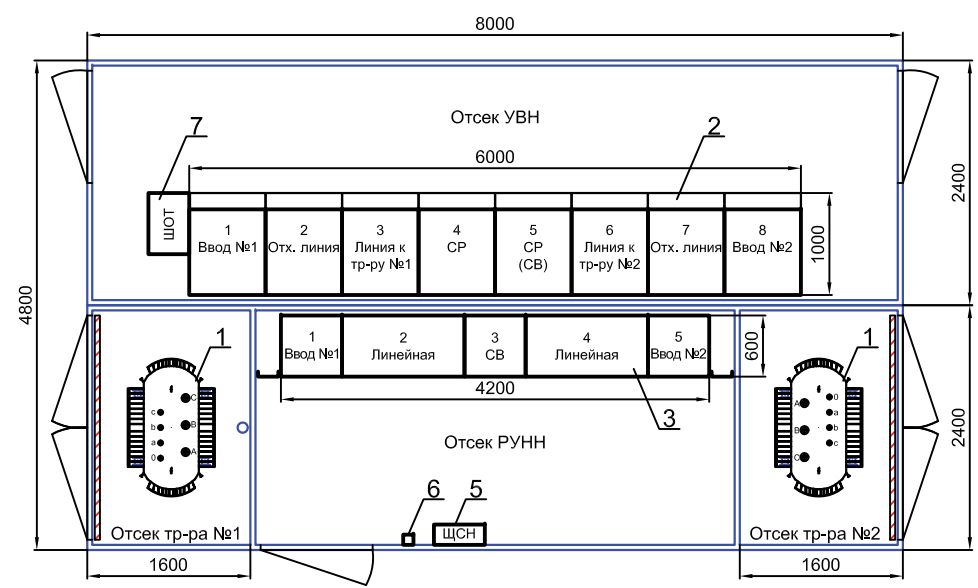 8000
Отсек УВН
7
2
6000
2400
ШОТ
1
Ввод №1
2
Отх. линия
3
Линия к
тр-ру №1
4
СР
5
СР
(СВ)
6
Линия к
тр-ру №2
7
Отх. линия
8
Ввод №2
1000
4800
1
1
Ввод №1
2
Линейная
3
СВ
4
Линейная
5
Ввод №2
600
1
4200
3
2400
c
b
a
0
C
B
A
A
B
C
0
a
b
c
Отсек РУНН
6
5
ЩСН
Отсек тр-ра №1
Отсек тр-ра №2
1600
1600